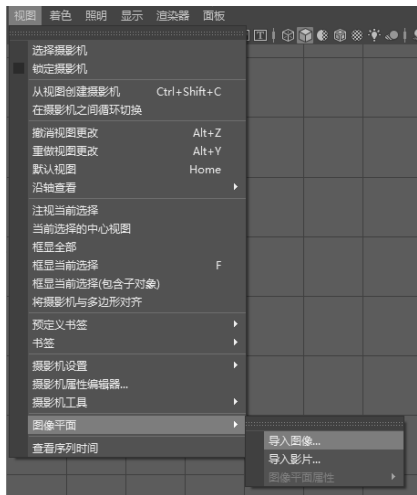 视图 着色 照明 显示 渲染器 面板
选择摄影机
锁定摄影机
从视图创建摄影机 Ctrl+Shift+C
在摄影机之间循环切换
撤消视图更改 Alt+Z
重做视图更改 Alt+Y
默认视图 Home
沿轴查看
注视当前选择
当前选择的中心视图
框显全部
框显当前选择 F
框显当前选择(包含子对象)
将摄影机与多边形对齐
预定义书签
书签
摄影机设置
摄影机属性编辑器...
摄影机工具
图像平面
导入图像...
导入影片...
图像平面属性
查看序列时间